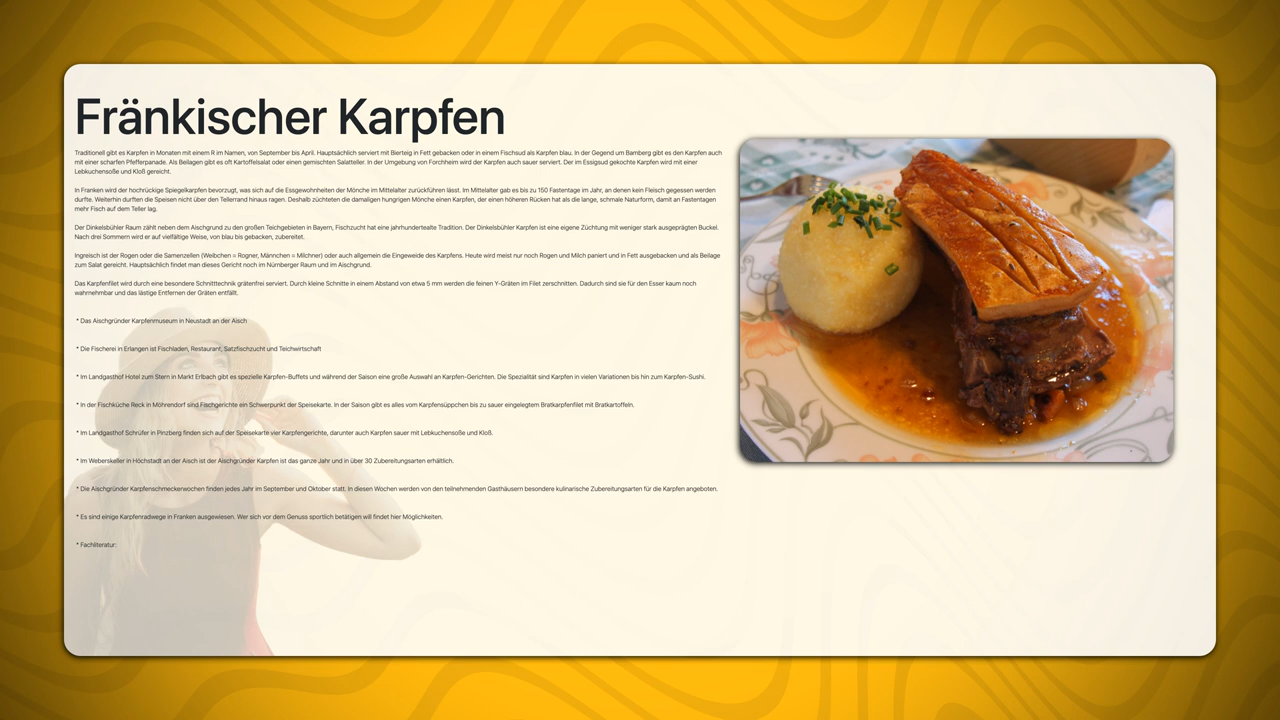 Fränkischer Karpfen
Traditionell gibt es Karpfen in Monaten mit einem R im Namen, von September bis April. Hauptsächlich serviert mit Bierteig in Fett gebacken oder in einem Fischsud als Karpfen blau. In der Gegend um Bamberg gibt es den Karpfen auch
mit einer scharfen Pfefferpanade. Als Beilagen gibt es oft Kartoffelsalat oder einen gemischten Salatteller. In der Umgebung von Forchheim wird der Karpfen auch sauer serviert. Der im Essigsud gekochte Karpfen wird mit einer
Lebkuchensoße und Kloß gereicht.
In Franken wird der hochrückige Spiegelkarpfen bevorzugt, was sich auf die Essgewohnheiten der Mönche im Mittelalter zurückführen lässt. Im Mittelalter gab es bis zu 150 Fastentage im Jahr, an denen kein Fleisch gegessen werden
durfte. Weiterhin durften die Speisen nicht über den Tellerrand hinaus ragen. Deshalb züchteten die damaligen hungrigen Mönche einen Karpfen, der einen höheren Rücken hat als die lange, schmale Naturform, damit an Fastentagen
mehr Fisch auf dem Teller lag.
Der Dinkelsbühler Raum zählt neben dem Aischgrund zu den großen Teichgebieten in Bayern, Fischzucht hat eine jahrhundertealte Tradition. Der Dinkelsbühler Karpfen ist eine eigene Züchtung mit weniger stark ausgeprägten Buckel.
Nach drei Sommern wird er auf vielfältige Weise, von blau bis gebacken, zubereitet.
Ingreisch ist der Rogen oder die Samenzellen (Weibchen = Rogner, Männchen = Milchner) oder auch allgemein die Eingeweide des Karpfens. Heute wird meist nur noch Rogen und Milch paniert und in Fett ausgebacken und als Beilage
zum Salat gereicht. Hauptsächlich findet man dieses Gericht noch im Nürnberger Raum und im Aischgrund.
Das Karpfenfilet wird durch eine besondere Schnitttechnik grätenfrei serviert. Durch kleine Schnitte in einem Abstand von etwa 5 mm werden die feinen Y-Gräten im Filet zerschnitten. Dadurch sind sie für den Esser kaum noch
wahrnehmbar und das lästige Entfernen der Gräten entfällt.
* Das Aischgründer Karpfenmuseum in Neustadt an der Aisch
* Die Fischerei in Erlangen ist Fischladen, Restaurant, Satzfischzucht und Teichwirtschaft
* Im Landgasthof Hotel zum Stern in Markt Erlbach gibt es spezielle Karpfen-Buffets und während der Saison eine große Auswahl an Karpfen-Gerichten. Die Spezialität sind Karpfen in vielen Variationen bis hin zum Karpfen-Sushi.
* In der Fischküche Reck in Möhrendorf sind Fischgerichte ein Schwerpunkt der Speisekarte. In der Saison gibt es alles vom Karpfensüppchen bis zu sauer eingelegtem Bratkarpfenfilet mit Bratkartoffeln.
* Im Landgasthof Schrüfer in Pinzberg finden sich auf der Speisekarte vier Karpfengerichte, darunter auch Karpfen sauer mit Lebkuchensoße und Kloß.
* Im Weberskeller in Höchstadt an der Aisch ist der Aischgründer Karpfen ist das ganze Jahr und in über 30 Zubereitungsarten erhältlich.
* Die Aischgründer Karpfenschmeckerwochen finden jedes Jahr im September und Oktober statt. In diesen Wochen werden von den teilnehmenden Gasthäusern besondere kulinarische Zubereitungsarten für die Karpfen angeboten.
* Es sind einige Karpfenradwege in Franken ausgewiesen. Wer sich vor dem Genuss sportlich betätigen will findet hier Möglichkeiten.
* Fachliteratur: